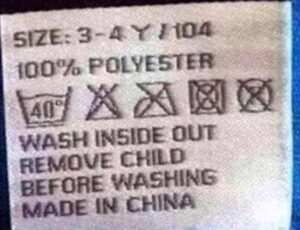 SIZE: 3-4 Y / 104
100% POLYESTER
40°
WASH INSIDE OUT
REMOVE CHILD
BEFORE WASHING
MADE IN CHINA